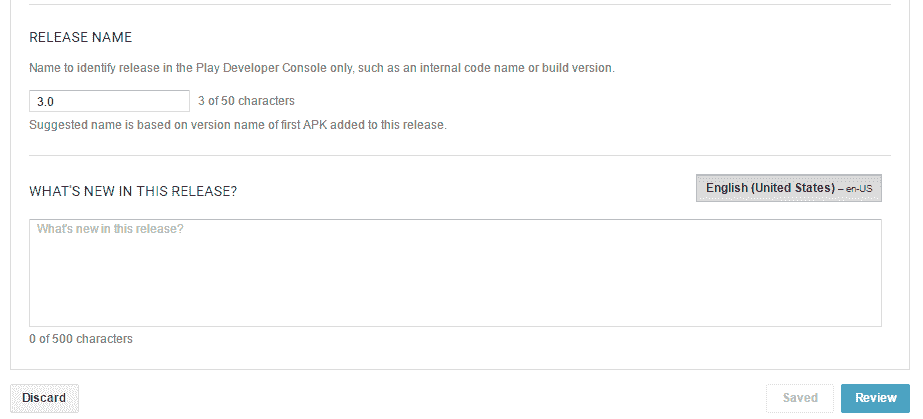 RELEASE NAME
Name to identify release in the Play Developer Console only, such as an internal code name or build version.
3.0 3 of 50 characters
Suggested name is based on version name of first APK added to this release.
WHAT'S NEW IN THIS RELEASE? English (United States) – en-US
What's new in this release?
0 of 500 characters
Discard Saved Review